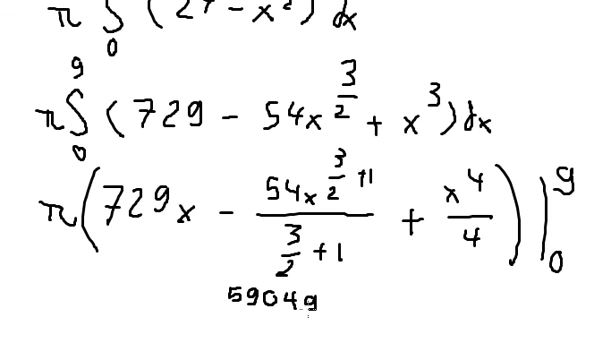 π ∫₀ (27 - x²) dx
π ∫₀⁹ (729 - 54x^(3/2) + x³) dx
π (729x - (54x^(3/2 + 1))/(3/2 + 1) + x⁴/4) |₀⁹
59049